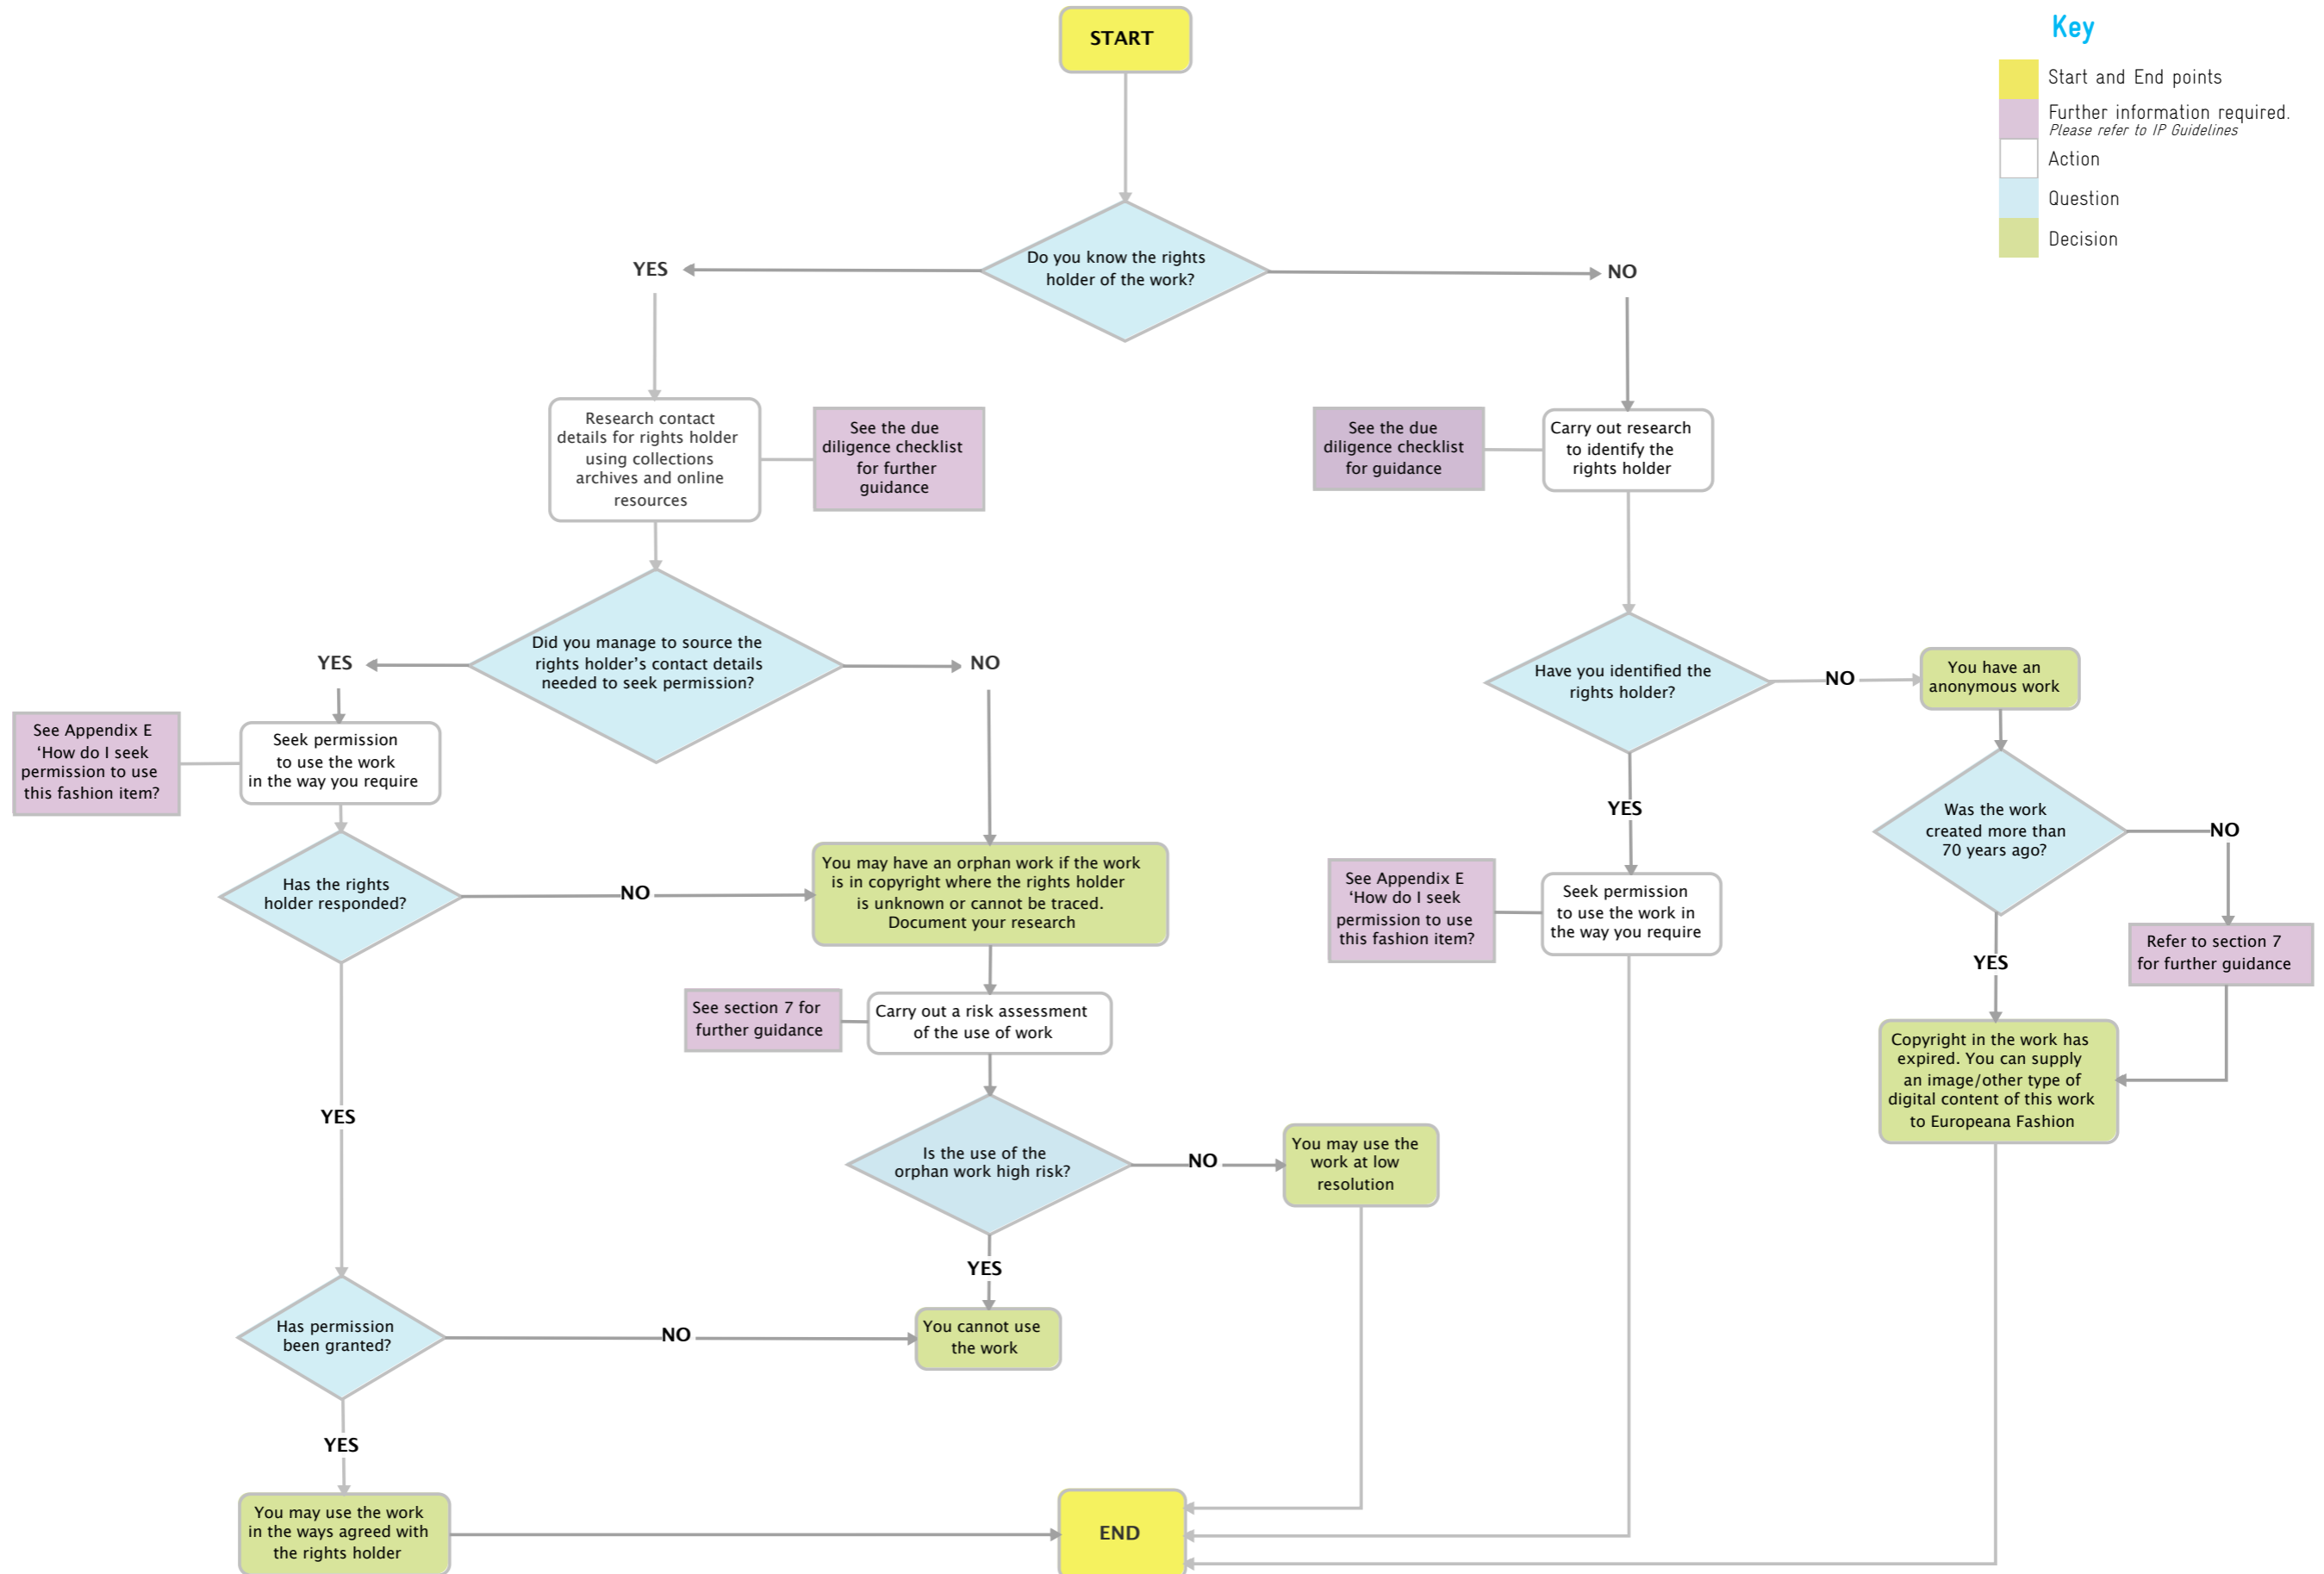 START
Key
Start and End points
Further information required.
Please refer to IP Guidelines
Action
Question
Decision
Do you know the rights
holder of the work?
YES
NO
Research contact
details for rights holder
using collections
archives and online
resources
See the due
diligence checklist
for further
guidance
See the due
diligence checklist
for guidance
Carry out research
to identify the
rights holder
Did you manage to source the
rights holder’s contact details
needed to seek permission?
YES
NO
Have you identified the
rights holder?
NO
You have an
anonymous work
See Appendix E
‘How do I seek
permission to use
this fashion item?
Seek permission
to use the work
in the way you require
YES
Was the work
created more than
70 years ago?
NO
Has the rights
holder responded?
NO
You may have an orphan work if the work
is in copyright where the rights holder
is unknown or cannot be traced.
Document your research
See Appendix E
‘How do I seek
permission to use
this fashion item?
Seek permission
to use the work in
the way you require
YES
Refer to section 7
for further guidance
See section 7 for
further guidance
Carry out a risk assessment
of the use of work
Copyright in the work has
expired. You can supply
an image/other type of
digital content of this work
to Europeana Fashion
YES
Is the use of the
orphan work high risk?
NO
You may use the
work at low
resolution
YES
Has permission
been granted?
NO
You cannot use
the work
YES
You may use the work
in the ways agreed with
the rights holder
END